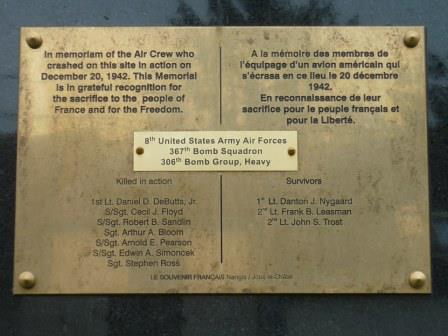 In memoriam of the Air Crew who
crashed on this site in action on
December 20, 1942. This Memorial
is in grateful recognition for
the sacrifice to the people of
France and for the Freedom.
A la mémoire des membres de
l'équipage d'un avion américain qui
s'écrasa en ce lieu le 20 décembre
1942.
En reconnaissance de leur
sacrifice pour le peuple français et
pour la Liberté.
8th United States Army Air Forces
367th Bomb Squadron
306th Bomb Group, Heavy
Killed in action
1st Lt. Daniel D. DeButts, Jr.
S/Sgt. Cecil J. Floyd
S/Sgt. Robert B. Sandlin
Sgt. Arthur A. Bloom
S/Sgt. Arnold E. Pearson
S/Sgt. Edwin A. Simoncek
Sgt. Stephen Ross
Survivors
1st Lt. Danton J. Nygaard
2nd Lt. Frank B. Leasman
2nd Lt. John S. Trost
LE SOUVENIR FRANÇAIS Nangis / Jouy-le-Châtel